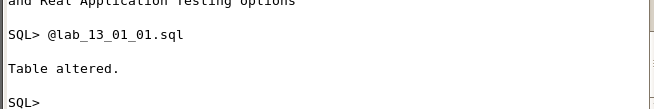 and Real Application Testing options
SQL> @lab_13_01_01.sql
Table altered.
SQL>